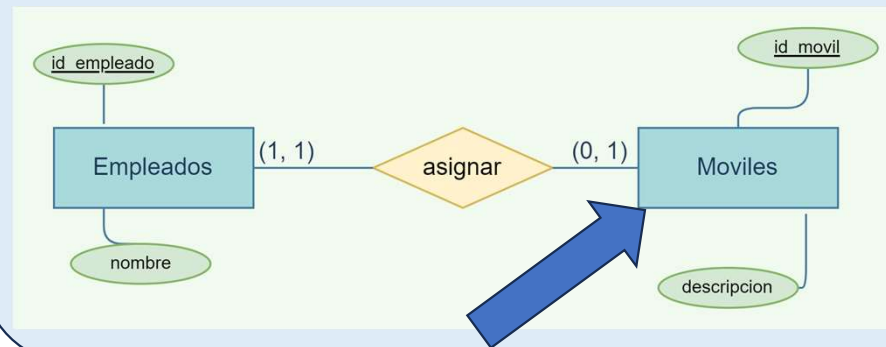 id_empleado
id_movil
Empleados
(1, 1)
asignar
(0, 1)
Moviles
nombre
descripcion